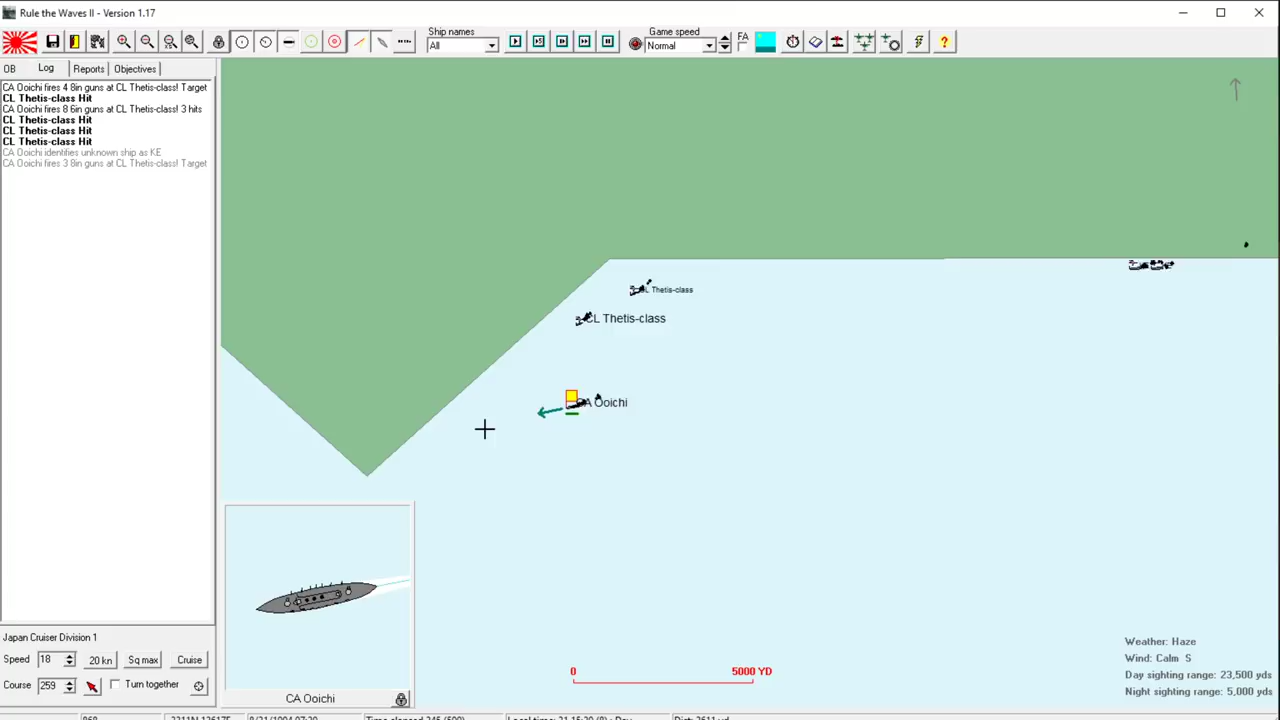 Rule the Waves II - Version 1.17
Ship names
All
Game speed
Normal
FA
OB
Log
Reports
Objectives
CA Ooichi fires 4 8in guns at CL Thetis-class! Target
CL Thetis-class Hit
CA Ooichi fires 8 6in guns at CL Thetis-class! 3 hits
CL Thetis-class Hit
CL Thetis-class Hit
CL Thetis-class Hit
CA Ooichi identifies unknown ship as KE
CA Ooichi fires 3 8in guns at CL Thetis-class! Target
CL Thetis-class
CL Thetis-class
CA Ooichi
CA Ooichi
0
5000 YD
Weather: Haze
Wind: Calm S
Day sighting range: 23,500 yds
Night sighting range: 5,000 yds
Japan Cruiser Division 1
Speed
18
20 kn
Sq max
Cruise
Course
259
Turn together